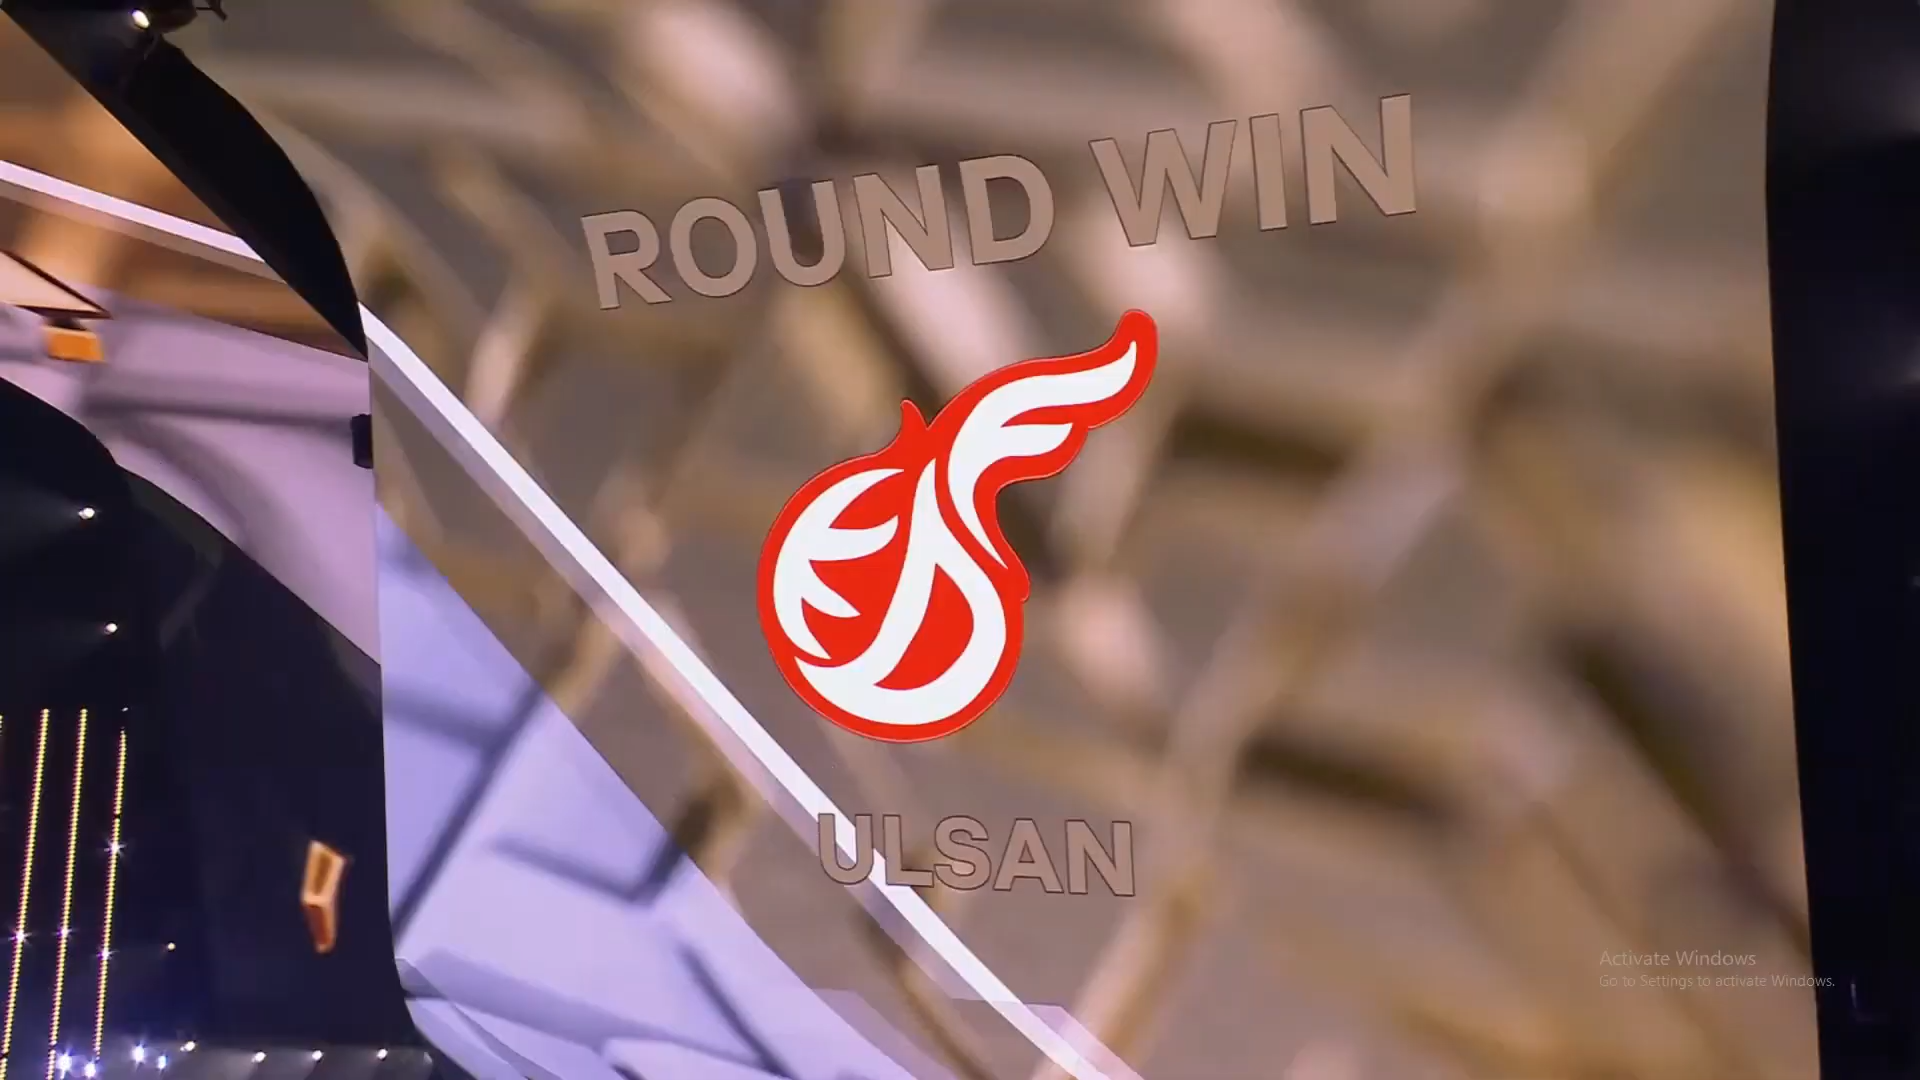 ROUND WIN
ULSAN
Activate Windows
Go to Settings to activate Windows.